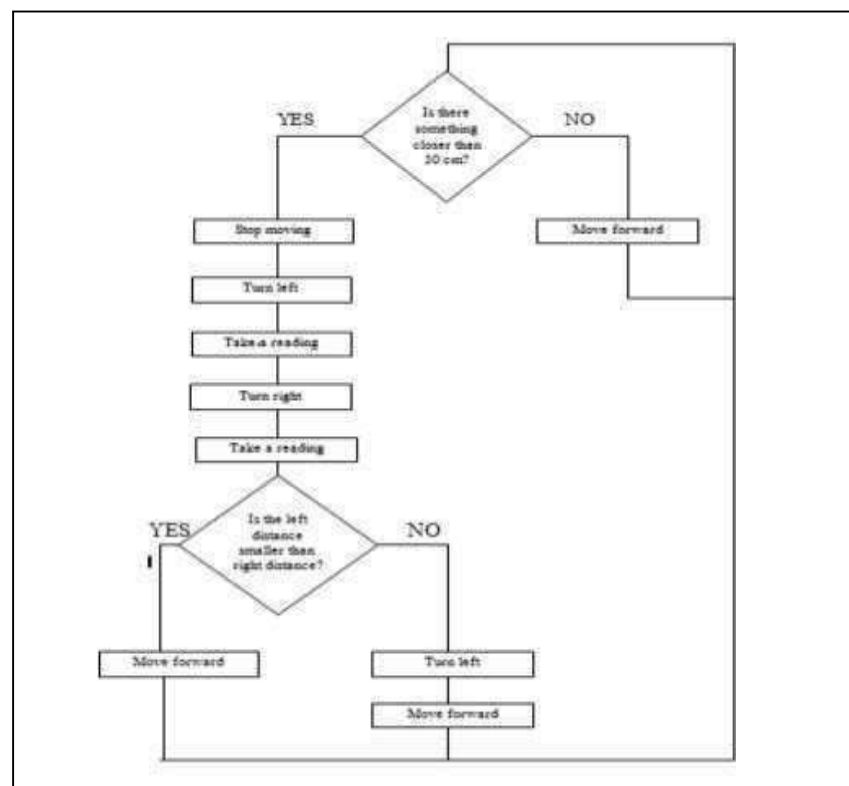 Is there
something
closer than
30 cm?
YES
NO
Stop moving
Move forward
Turn left
Take a reading
Turn right
Take a reading
Is the left
distance
smaller than
right distance?
YES
NO
Move forward
Turn left
Move forward